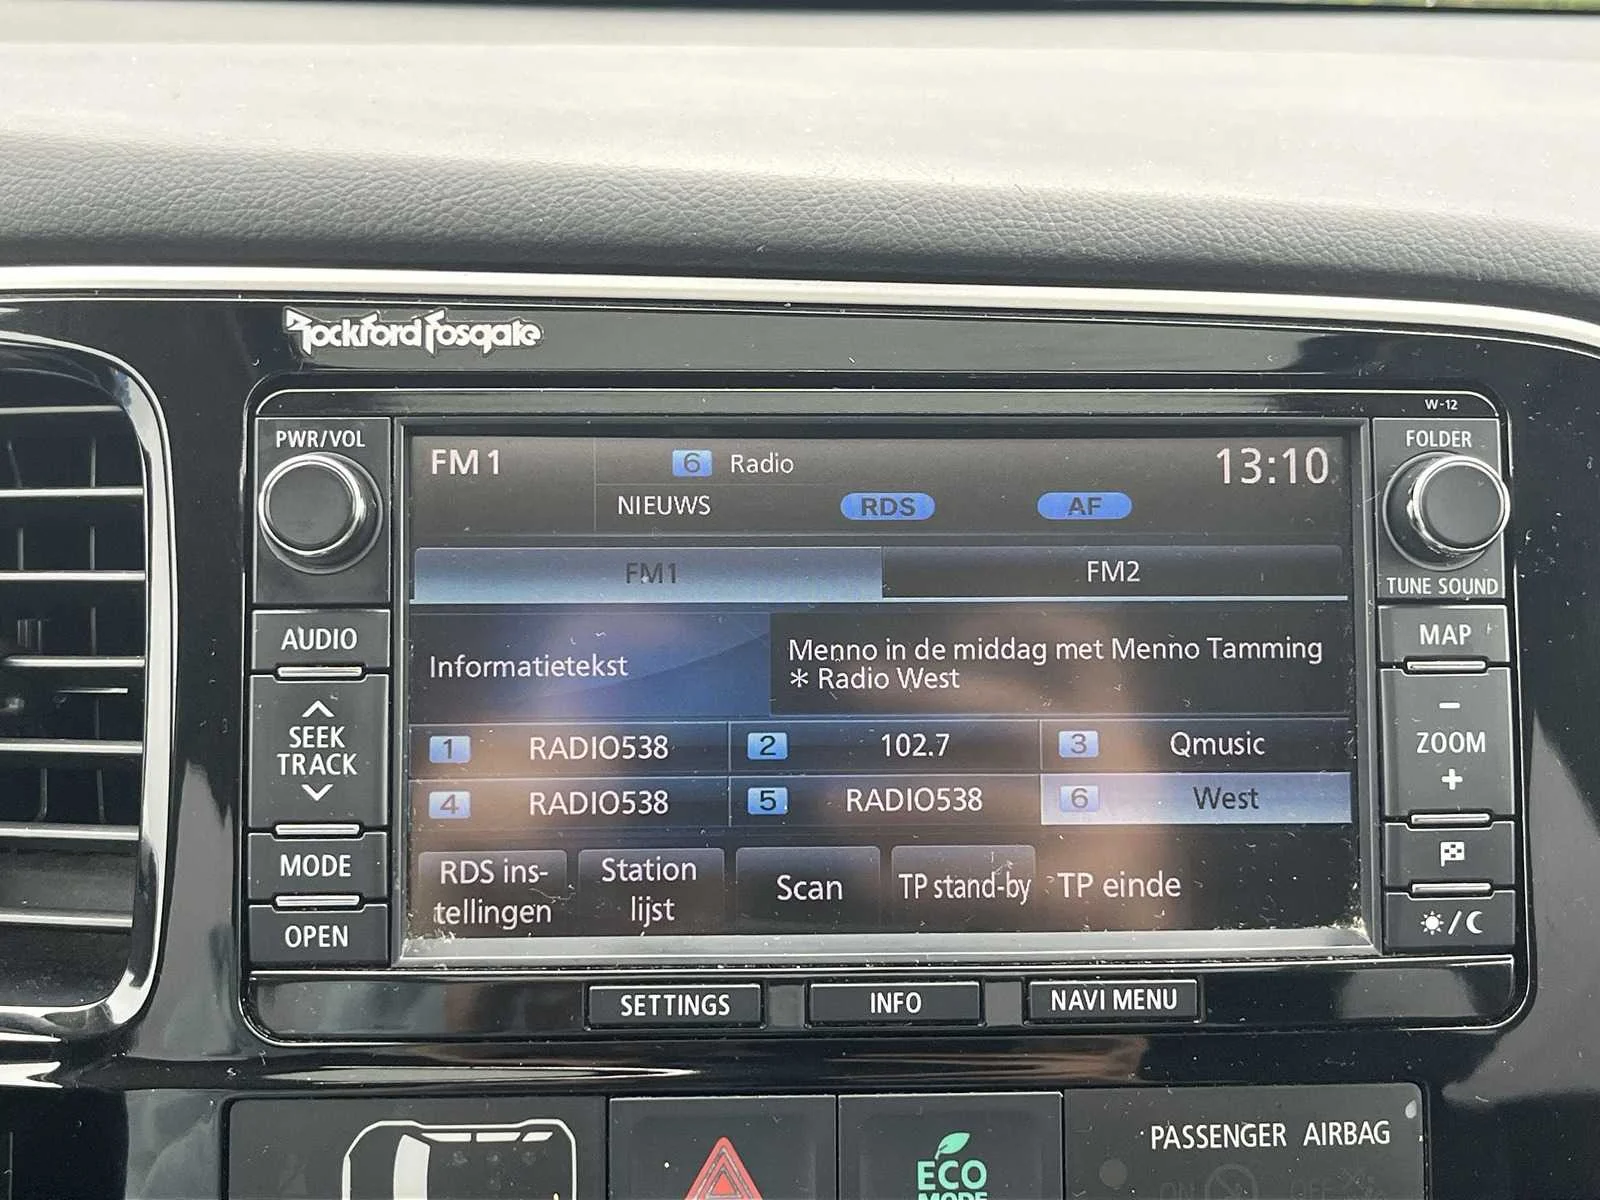 Rockford Fosgate
W-12
PWR/VOL
FOLDER
FM1
6 Radio
13:10
NIEUWS
RDS
AF
FM1
FM2
TUNE SOUND
AUDIO
MAP
Informatietekst
Menno in de middag met Menno Tamming
* Radio West
SEEK
TRACK
− 
ZOOM
+
1 RADIO538
2 102.7
3 Qmusic
4 RADIO538
5 RADIO538
6 West
MODE
RDS ins-
tellingen
Station
lijst
Scan
TP stand-by
TP einde
OPEN
SETTINGS
INFO
NAVI MENU
PASSENGER AIRBAG
ECO
MODE
ON
OFF